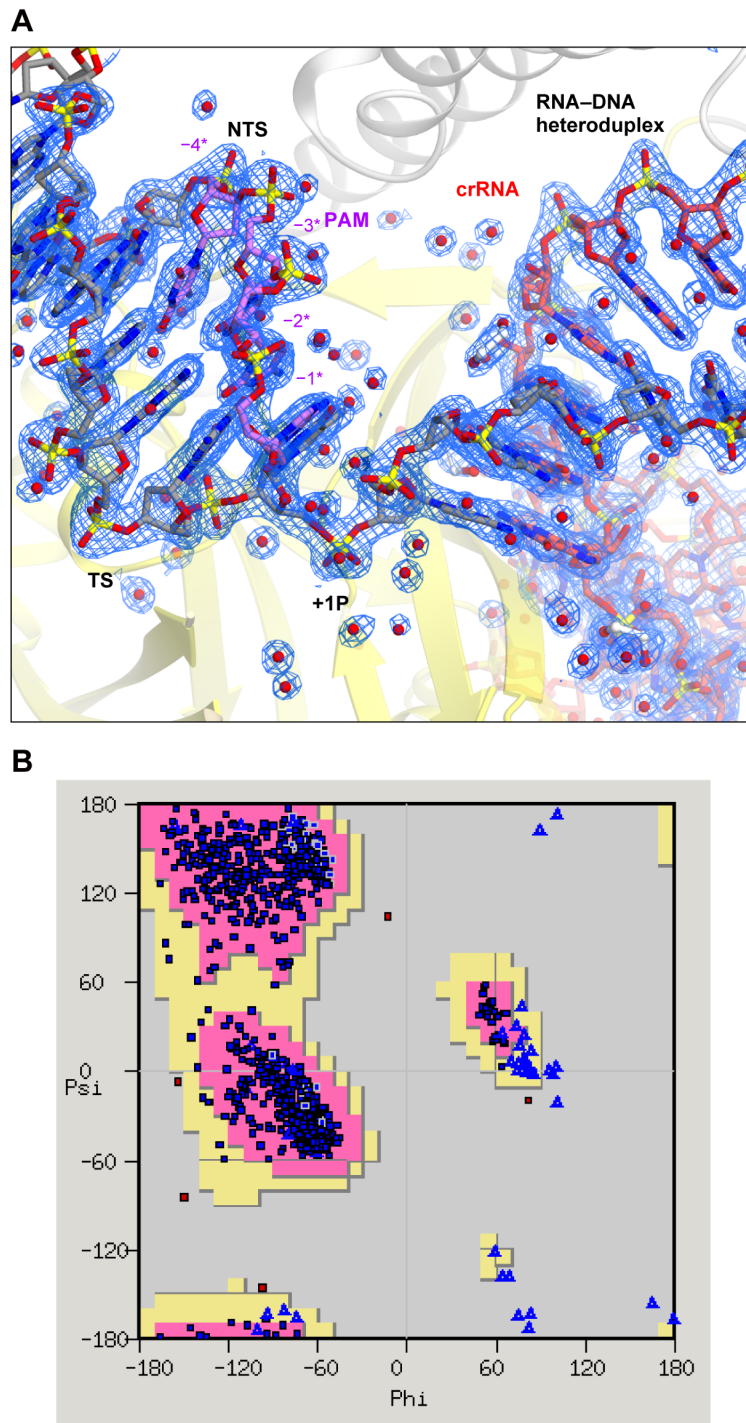 A
NTS
RNA–DNA
heteroduplex
−4*
crRNA
−3* PAM
−2*
−1*
TS
+1P
B
180
120
60
0
Psi
-60
-120
-180
-180
-120
-60
0
60
120
180
Phi